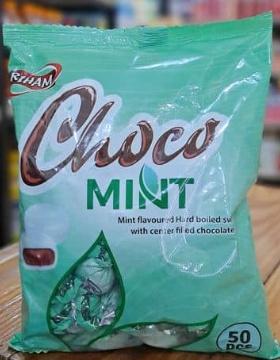 RIHAM
Choco
MINT
Mint flavoured Hard boiled
with center filled chocolate
50
PCS